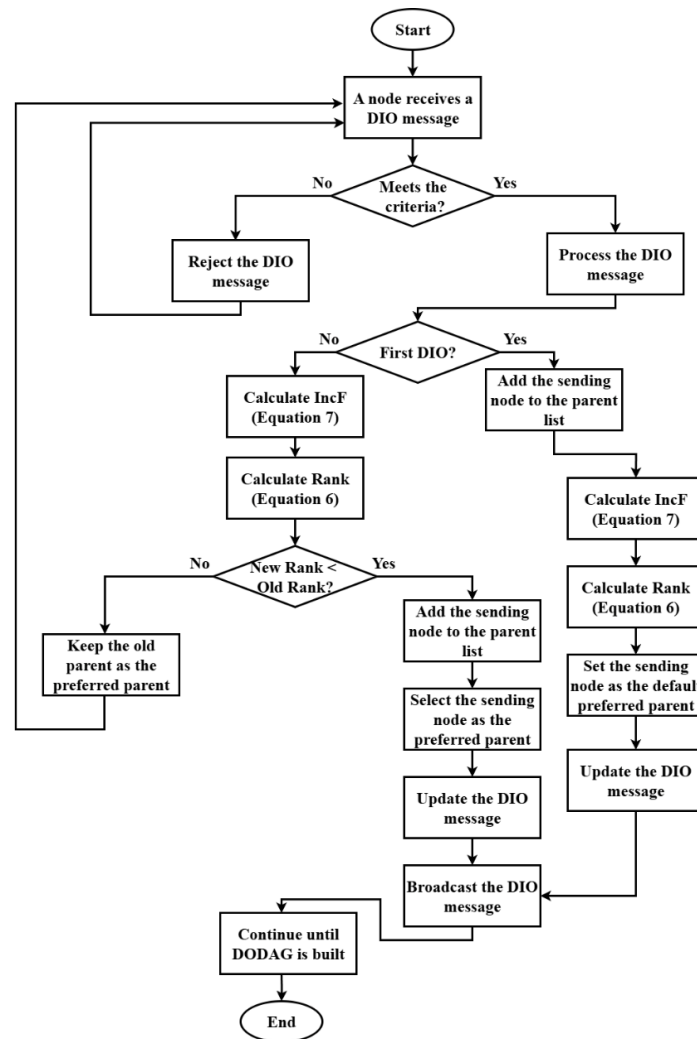 Start
A node receives a
DIO message
No
Meets the
criteria?
Yes
Reject the DIO
message
Process the DIO
message
No
First DIO?
Yes
Calculate IncF
(Equation 7)
Add the sending
node to the parent
list
Calculate Rank
(Equation 6)
Calculate IncF
(Equation 7)
No
New Rank <
Old Rank?
Yes
Calculate Rank
(Equation 6)
Keep the old
parent as the
preferred parent
Add the sending
node to the parent
list
Set the sending
node as the default
preferred parent
Select the sending
node as the
preferred parent
Update the DIO
message
Update the DIO
message
Broadcast the DIO
message
Continue until
DODAG is built
End